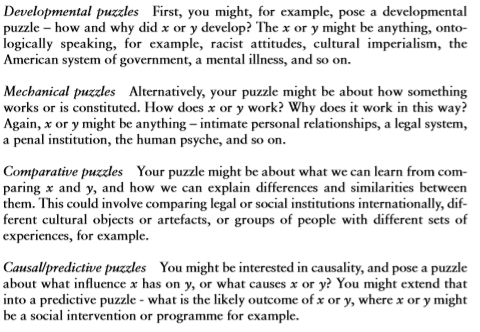 Developmental puzzles First, you might, for example, pose a developmental
puzzle – how and why did x or y develop? The x or y might be anything, onto-
logically speaking, for example, racist attitudes, cultural imperialism, the
American system of government, a mental illness, and so on.
Mechanical puzzles Alternatively, your puzzle might be about how something
works or is constituted. How does x or y work? Why does it work in this way?
Again, x or y might be anything – intimate personal relationships, a legal system,
a penal institution, the human psyche, and so on.
Comparative puzzles Your puzzle might be about what we can learn from com-
paring x and y, and how we can explain differences and similarities between
them. This could involve comparing legal or social institutions internationally, dif-
ferent cultural objects or artefacts, or groups of people with different sets of
experiences, for example.
Causal/predictive puzzles You might be interested in causality, and pose a puzzle
about what influence x has on y, or what causes x or y? You might extend that
into a predictive puzzle - what is the likely outcome of x or y, where x or y might
be a social intervention or programme for example.